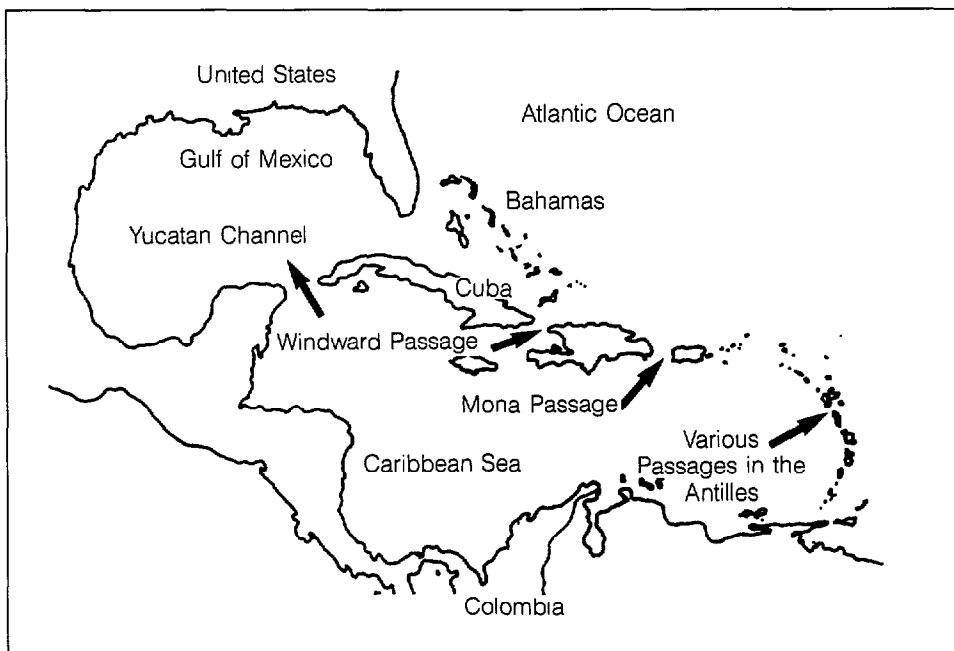 United States
Atlantic Ocean
Gulf of Mexico
Bahamas
Yucatan Channel
Cuba
Windward Passage
Mona Passage
Various
Passages in the
Antilles
Caribbean Sea
Colombia